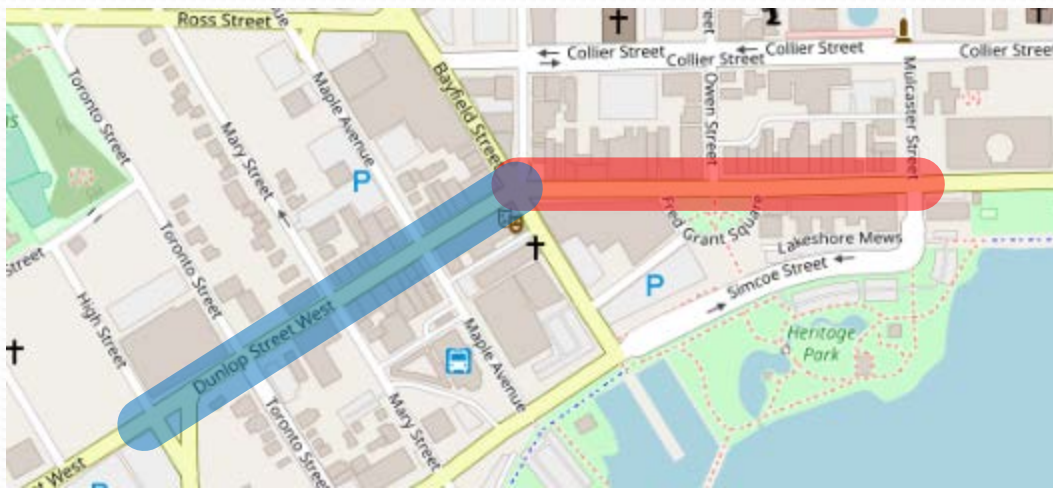 Ross Street
Collier Street
Collier Street
Collier Street
Collier Street
Toronto Street
Maple Avenue
Bayfield Street
Owen Street
Mulcaster Street
Mary Street
P
Fred Grant Square
Lakeshore Mews
Toronto Street
P
Simcoe Street
High Street
Heritage
Park
Dunlop Street West
Maple Avenue
Mary Street
Toronto Street
West